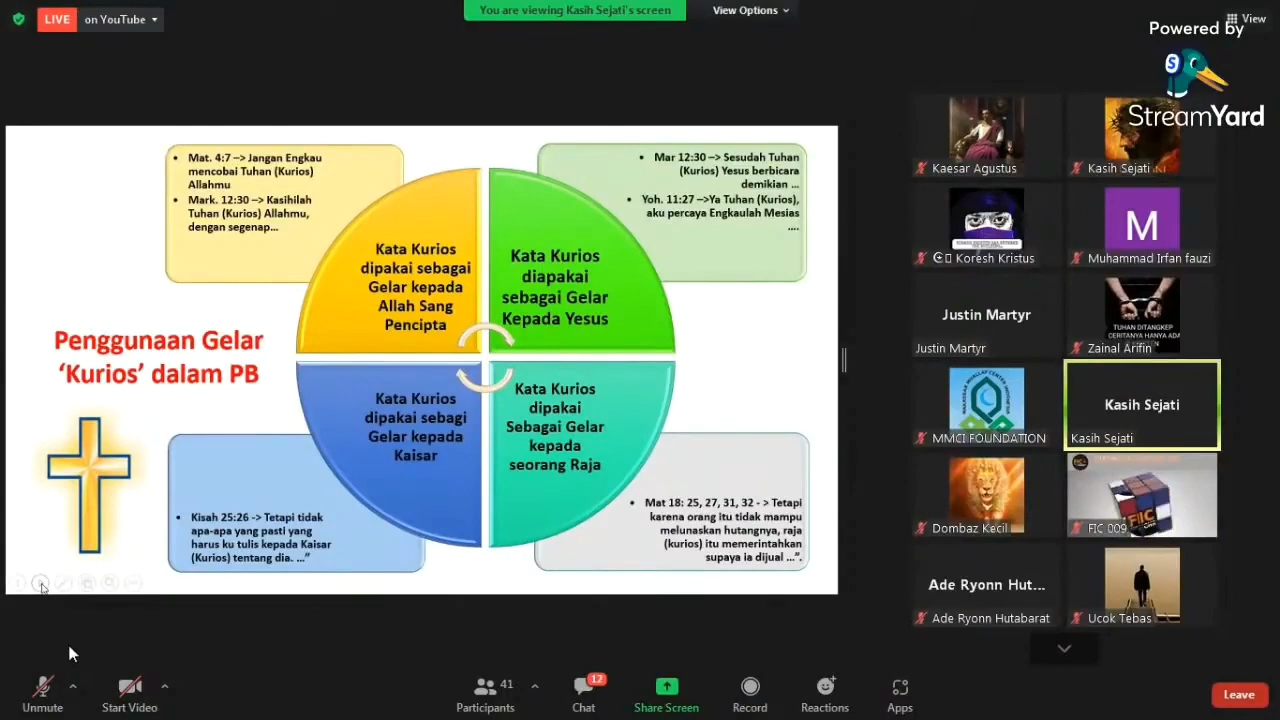 LIVE
on YouTube
You are viewing Kasih Sejati's screen
View Options
View
Powered by
StreamYard
Mat. 4:7 –> Jangan Engkau
mencobai Tuhan (Kurios)
Allahmu
Mark. 12:30 –> Kasihilah
Tuhan (Kurios) Allahmu,
dengan segenap...
Mar 12:30 –> Sesudah Tuhan
(Kurios) Yesus berbicara
demikian ...
Yoh. 11:27 –>Ya Tuhan (Kurios),
aku percaya Engkaulah Mesias
....
Kata Kurios
dipakai sebagai
Gelar kepada
Allah Sang
Pencipta
Kata Kurios
diapakai
sebagai Gelar
Kepada Yesus
Penggunaan Gelar
'Kurios' dalam PB
Kata Kurios
dipakai sebagi
Gelar kepada
Kaisar
Kata Kurios
dipakai
Sebagai Gelar
kepada
seorang Raja
Kisah 25:26 -> Tetapi tidak
apa-apa yang pasti yang
harus ku tulis kepada Kaisar
(Kurios) tentang dia. ..."
Mat 18: 25, 27, 31, 32 - > Tetapi
karena orang itu tidak mampu
melunaskan hutangnya, raja
(kurios) itu memerintahkan
supaya ia dijual ...".
Kaesar Agustus
Kasih Sejati
Koresh Kristus
M
Muhammad Irfan fauzi
Justin Martyr
Justin Martyr
TUHAN DITANGKEP
CERITANYA HANYA ADA
Zainal Arifin
MMCI FOUNDATION
Kasih Sejati
Kasih Sejati
Dombaz Kecil
FIC 009
Ade Ryonn Hut...
Ade Ryonn Hutabarat
Ucok Tebas
Unmute
Start Video
41
Participants
12
Chat
Share Screen
Record
Reactions
Apps
Leave